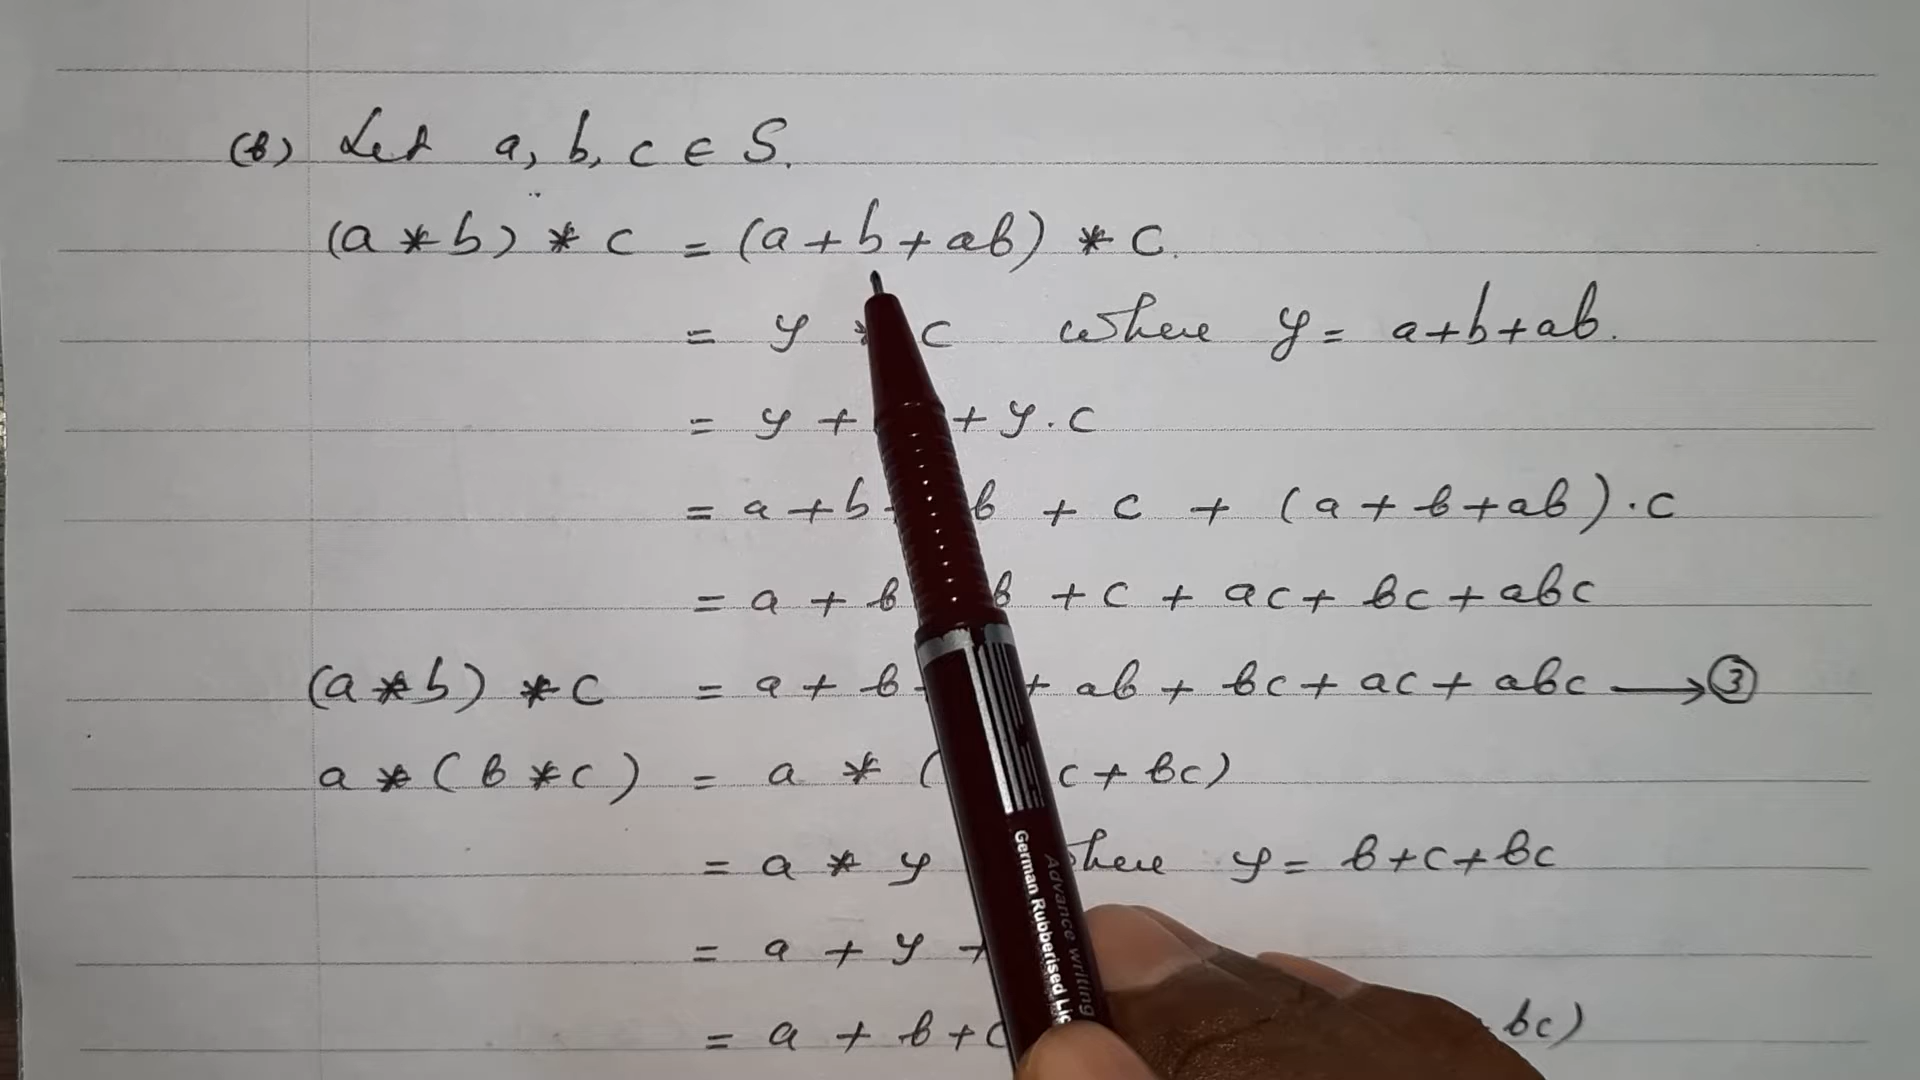 (b) Let a, b, c ∈ S.
(a * b) * c = (a + b + ab) * c.
= y * c where y = a+b+ab.
= y + + y . c
= a + b b + c + (a + b + ab) . c
= a + b b + c + ac + bc + abc
(a * b) * c = a + b + ab + bc + ac + abc → ③
a * (b * c) = a * ( c + bc)
= a * y y = b+c+bc
= a + y +
= a + b + c bc)
Advance writing
German Rubberised